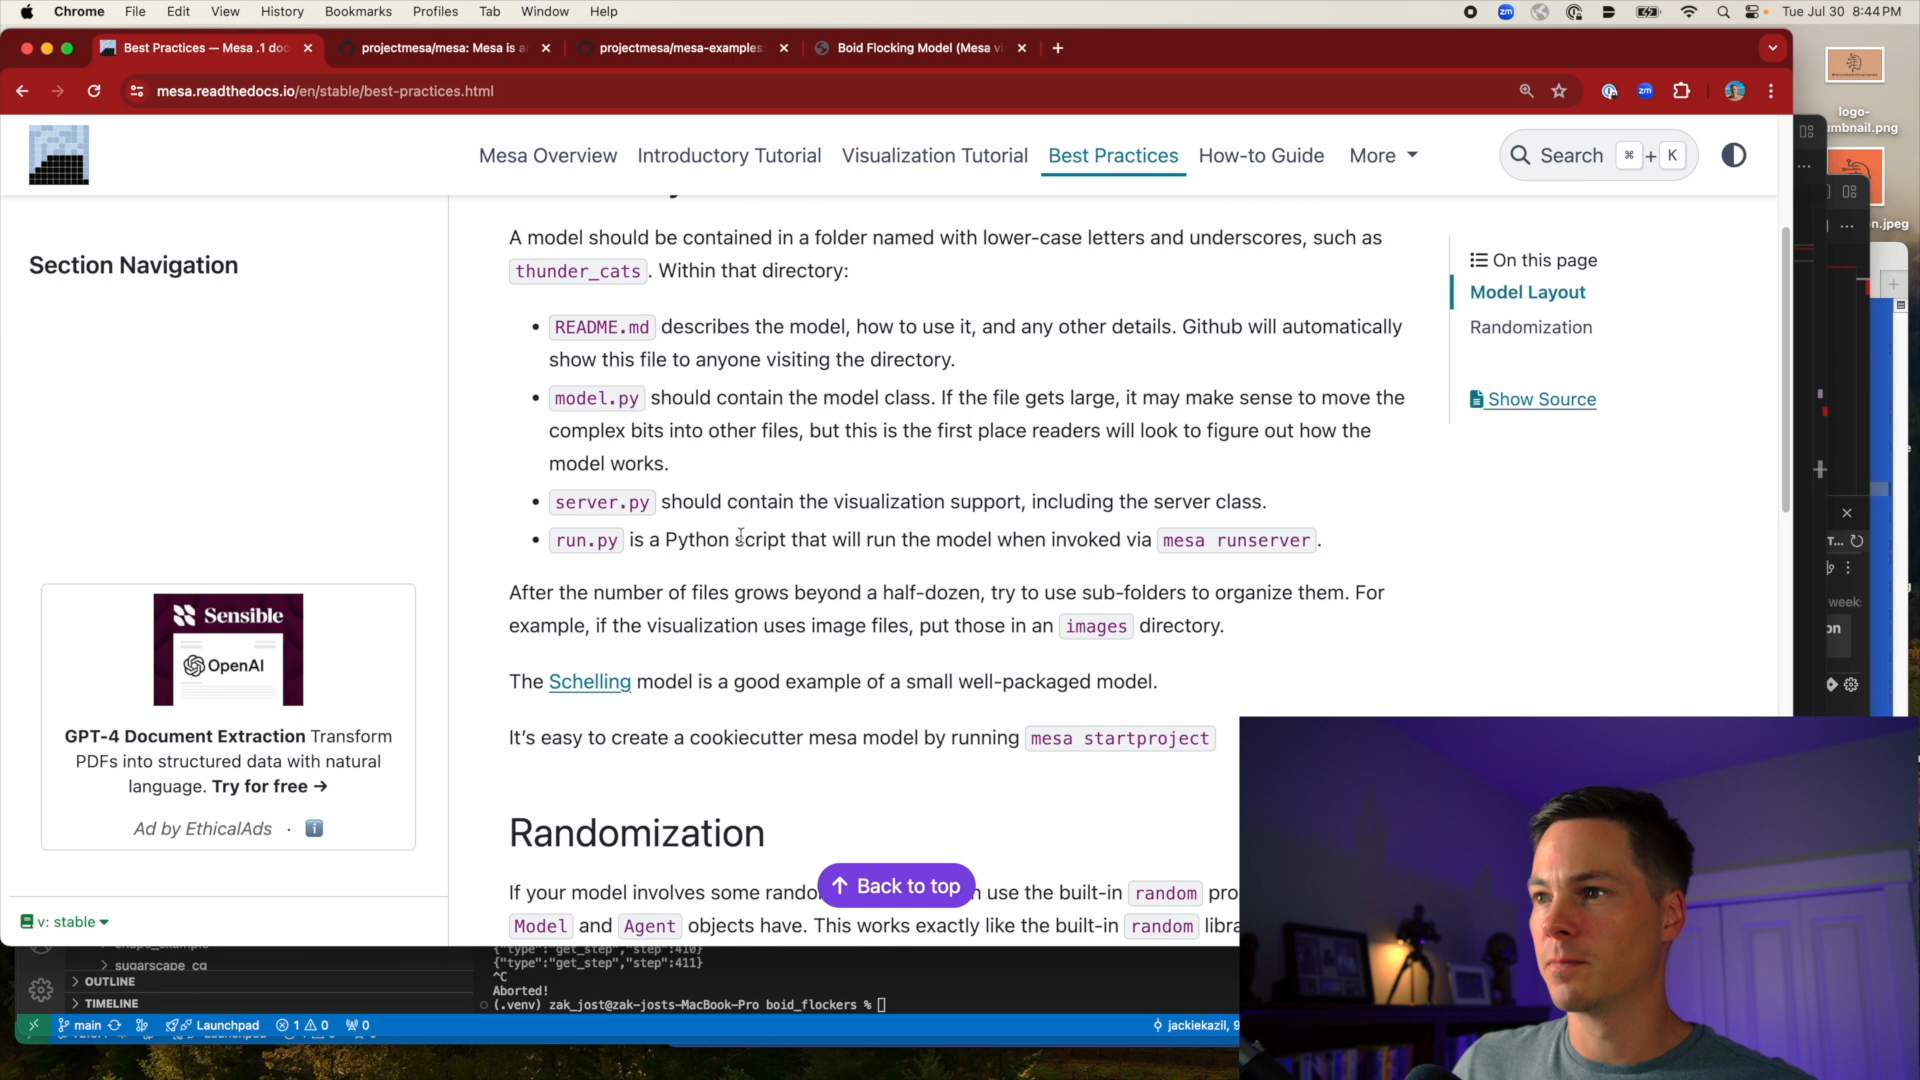 Chrome File Edit View History Bookmarks Profiles Tab Window Help
zm
Tue Jul 30 8:44 PM
Best Practices — Mesa .1 doc
projectmesa/mesa: Mesa is a
projectmesa/mesa-examples:
Boid Flocking Model (Mesa vi
mesa.readthedocs.io/en/stable/best-practices.html
zm
logo-
umbnail.png
n.jpeg
Mesa Overview Introductory Tutorial Visualization Tutorial Best Practices How-to Guide More
Search ⌘ + K
Section Navigation
A model should be contained in a folder named with lower-case letters and underscores, such as
thunder_cats . Within that directory:
• README.md describes the model, how to use it, and any other details. Github will automatically
show this file to anyone visiting the directory.
• model.py should contain the model class. If the file gets large, it may make sense to move the
complex bits into other files, but this is the first place readers will look to figure out how the
model works.
• server.py should contain the visualization support, including the server class.
• run.py is a Python script that will run the model when invoked via mesa runserver .
After the number of files grows beyond a half-dozen, try to use sub-folders to organize them. For
example, if the visualization uses image files, put those in an images directory.
The Schelling model is a good example of a small well-packaged model.
It's easy to create a cookiecutter mesa model by running mesa startproject
Randomization
If your model involves some rando
n use the built-in random pro
Model and Agent objects have. This works exactly like the built-in random libra
↑ Back to top
On this page
Model Layout
Randomization
Show Source
T...
week
on
Sensible
OpenAI
GPT-4 Document Extraction Transform
PDFs into structured data with natural
language. Try for free →
Ad by EthicalAds · i
v: stable
sugarscape_cg
OUTLINE
TIMELINE
{"type":"get_step","step":410}
{"type":"get_step","step":411}
^C
Aborted!
(.venv) zak_jost@zak-josts-MacBook-Pro boid_flockers %
main Launchpad 1 0 0
jackiekazil, 9